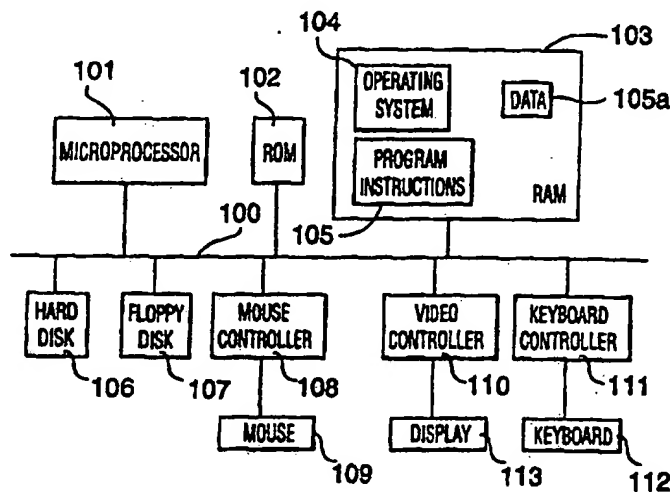 104
103
101
102
OPERATING
SYSTEM
DATA
105a
MICROPROCESSOR
ROM
PROGRAM
INSTRUCTIONS
RAM
100
105
HARD
DISK
FLOPPY
DISK
MOUSE
CONTROLLER
VIDEO
CONTROLLER
KEYBOARD
CONTROLLER
106
107
108
110
111
MOUSE
DISPLAY
KEYBOARD
109
113
112